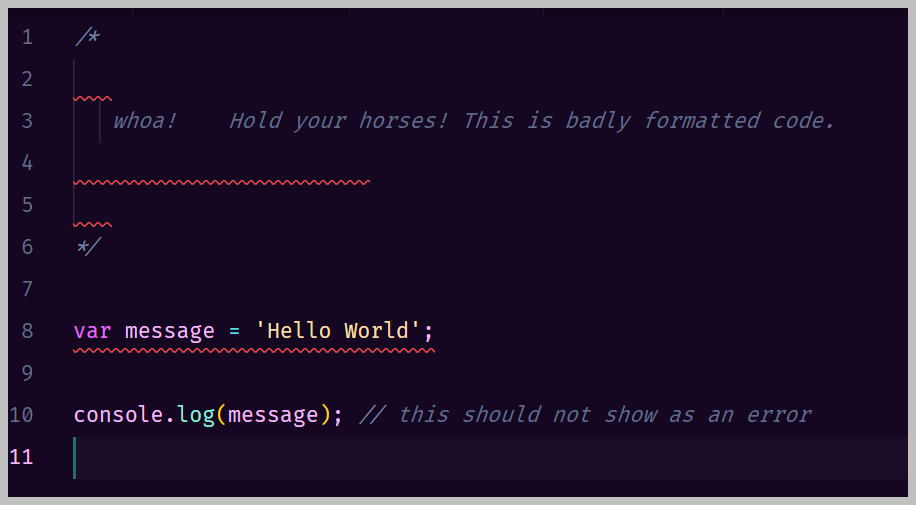 1 /*
2
3 whoa!    Hold your horses! This is badly formatted code.
4
5
6 */
7
8 var message = 'Hello World';
9
10 console.log(message); // this should not show as an error
11